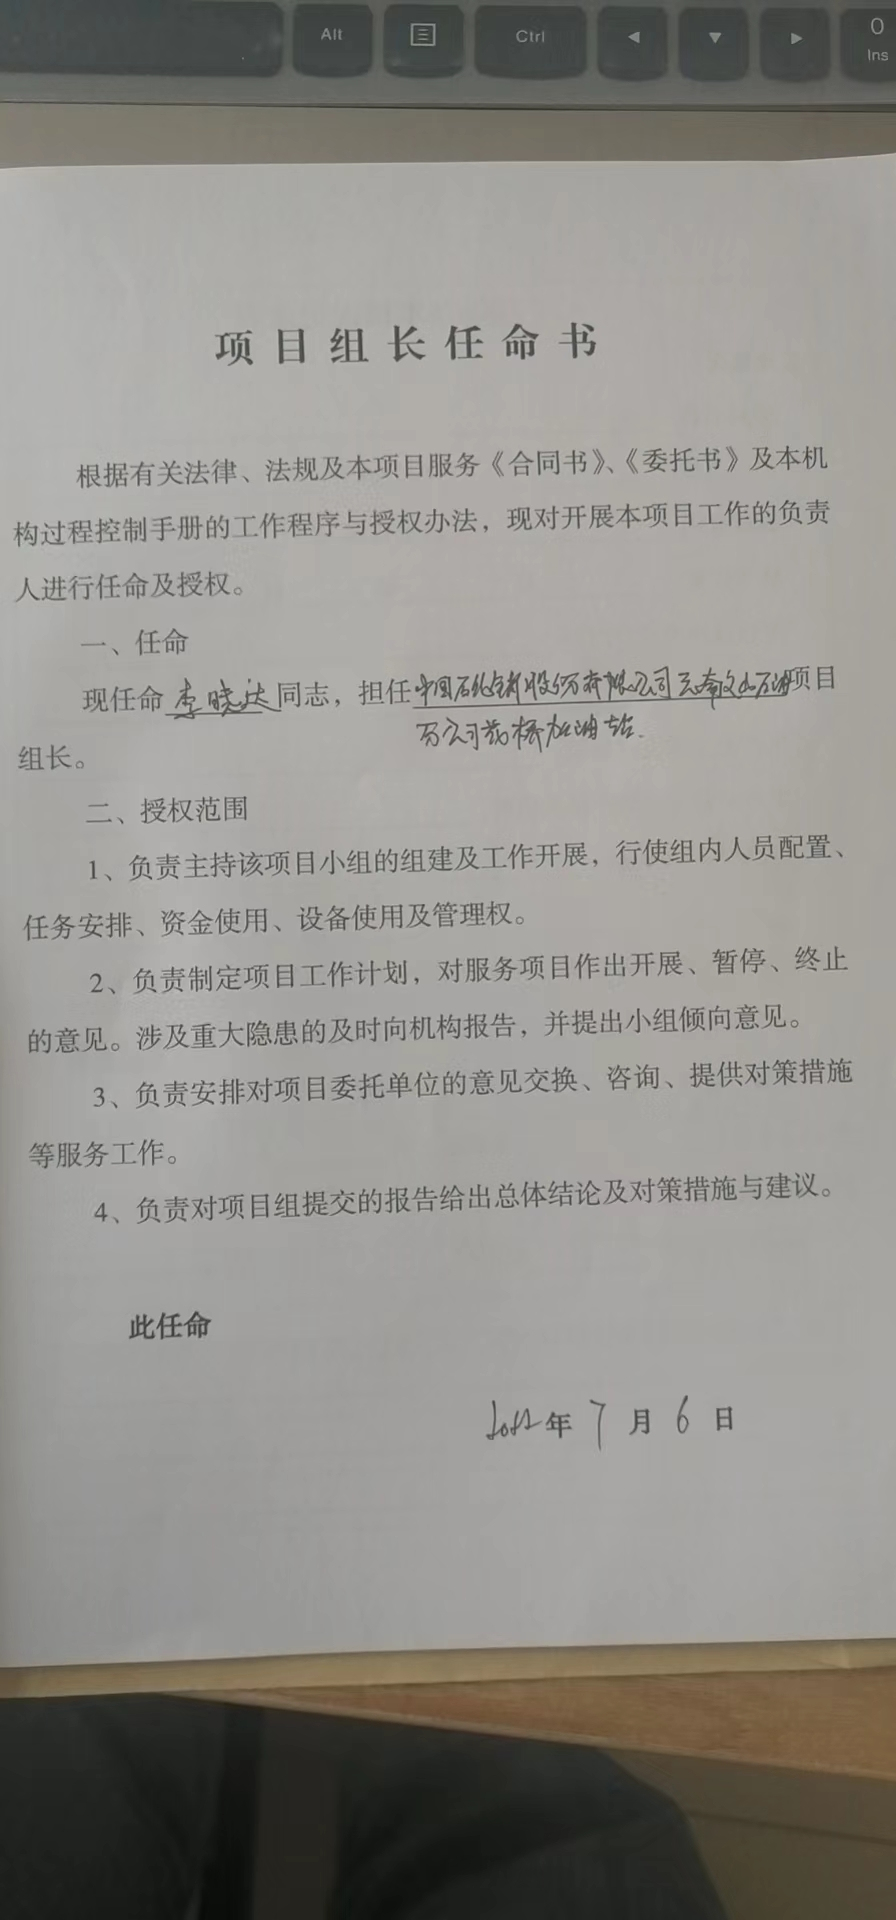 Alt
Ctrl
0
Ins
项目组长任命书
根据有关法律、法规及本项目服务《合同书》、《委托书》及本机
构过程控制手册的工作程序与授权办法，现对开展本项目工作的负责
人进行任命及授权。
一、任命
现任命李晓达同志，担任中国石化销售股份有限公司云南文山石油项目
分公司 桥加油站.
组长。
二、授权范围
1、负责主持该项目小组的组建及工作开展，行使组内人员配置、
任务安排、资金使用、设备使用及管理权。
2、负责制定项目工作计划，对服务项目作出开展、暂停、终止
的意见。涉及重大隐患的及时向机构报告，并提出小组倾向意见。
3、负责安排对项目委托单位的意见交换、咨询、提供对策措施
等服务工作。
4、负责对项目组提交的报告给出总体结论及对策措施与建议。
此任命
2022年7月6日